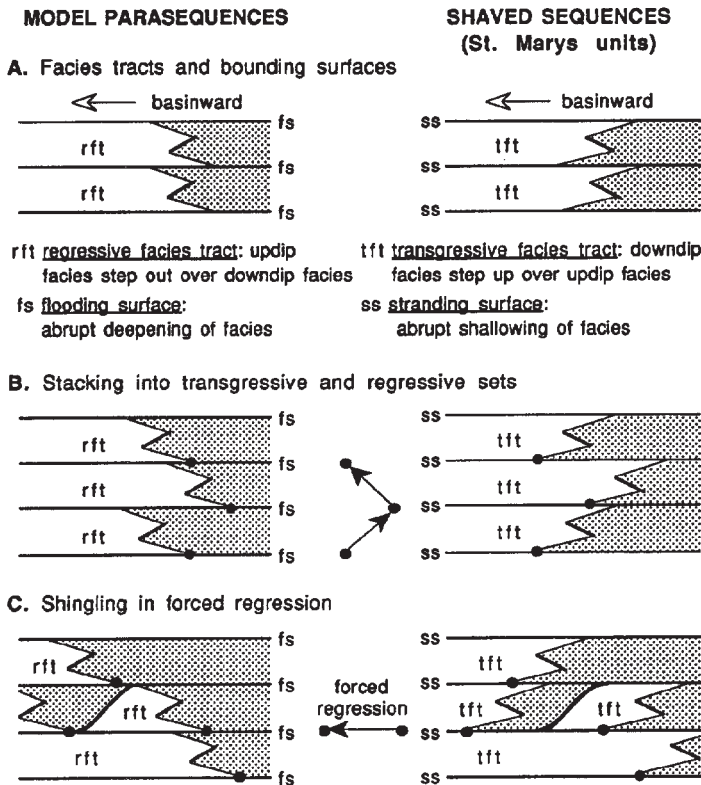 MODEL PARASEQUENCES
SHAVED SEQUENCES
(St. Marys units)
A. Facies tracts and bounding surfaces
basinward
fs
rft
fs
rft
fs
basinward
ss
tft
ss
tft
ss
rft regressive facies tract: updip
facies step out over downdip facies
fs flooding surface:
abrupt deepening of facies
tft transgressive facies tract: downdip
facies step up over updip facies
ss stranding surface:
abrupt shallowing of facies
B. Stacking into transgressive and regressive sets
fs
rft
fs
rft
fs
rft
fs
ss
tft
ss
tft
ss
tft
ss
C. Shingling in forced regression
fs
rft
fs
rft
fs
rft
fs
forced
regression
ss
tft
ss
tft
tft
ss
tft
ss